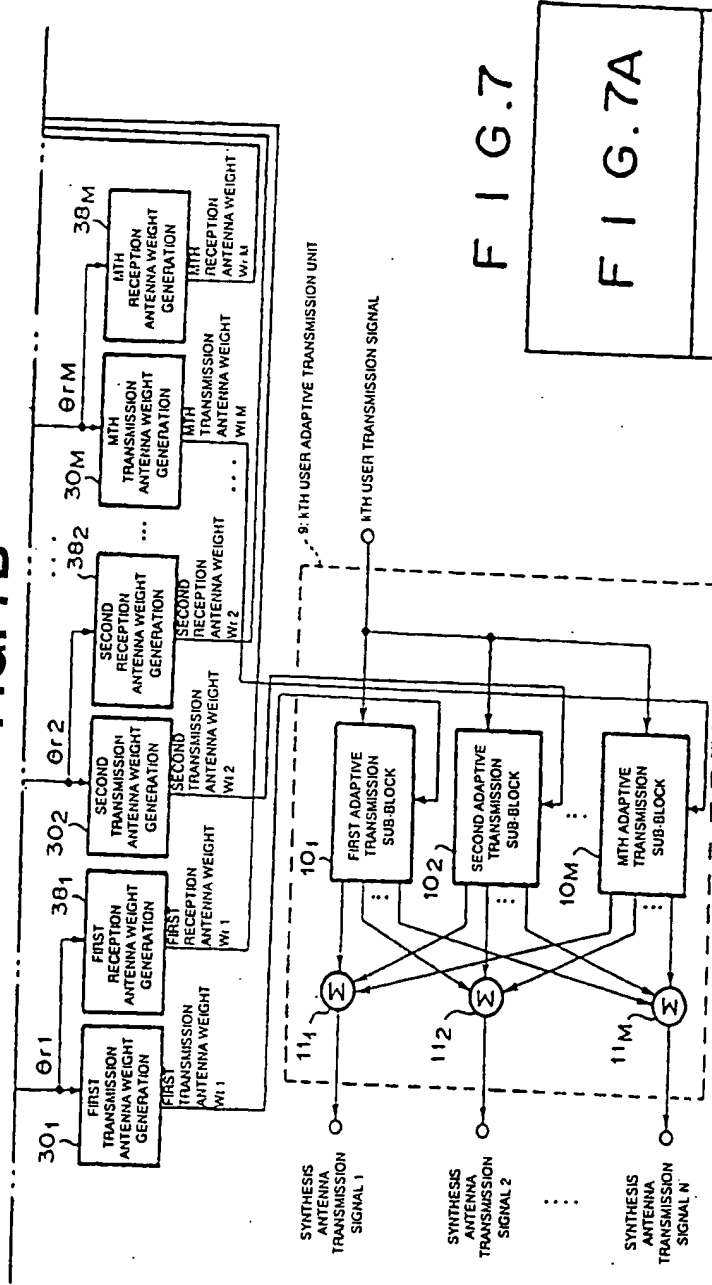 FIG. 7B
θr1
θr2
θrM
30₁
FIRST
TRANSMISSION
ANTENNA WEIGHT
GENERATION
38₁
FIRST
RECEPTION
ANTENNA WEIGHT
GENERATION
30₂
SECOND
TRANSMISSION
ANTENNA WEIGHT
GENERATION
38₂
SECOND
RECEPTION
ANTENNA WEIGHT
GENERATION
30M
MTH
TRANSMISSION
ANTENNA WEIGHT
GENERATION
38M
MTH
RECEPTION
ANTENNA WEIGHT
GENERATION
FIRST
TRANSMISSION
ANTENNA WEIGHT
Wt 1
FIRST
RECEPTION
ANTENNA WEIGHT
Wr 1
SECOND
TRANSMISSION
ANTENNA WEIGHT
Wt 2
SECOND
RECEPTION
ANTENNA WEIGHT
Wr 2
MTH
TRANSMISSION
ANTENNA WEIGHT
Wt M
MTH
RECEPTION
ANTENNA WEIGHT
Wr M
9: kTH USER ADAPTIVE TRANSMISSION UNIT
kTH USER TRANSMISSION SIGNAL
10₁
FIRST ADAPTIVE
TRANSMISSION
SUB-BLOCK
10₂
SECOND ADAPTIVE
TRANSMISSION
SUB-BLOCK
10M
MTH ADAPTIVE
TRANSMISSION
SUB-BLOCK
11₁
Σ
11₂
Σ
11M
Σ
SYNTHESIS
ANTENNA
TRANSMISSION
SIGNAL 1
SYNTHESIS
ANTENNA
TRANSMISSION
SIGNAL 2
SYNTHESIS
ANTENNA
TRANSMISSION
SIGNAL N
FIG.7
FIG.7A